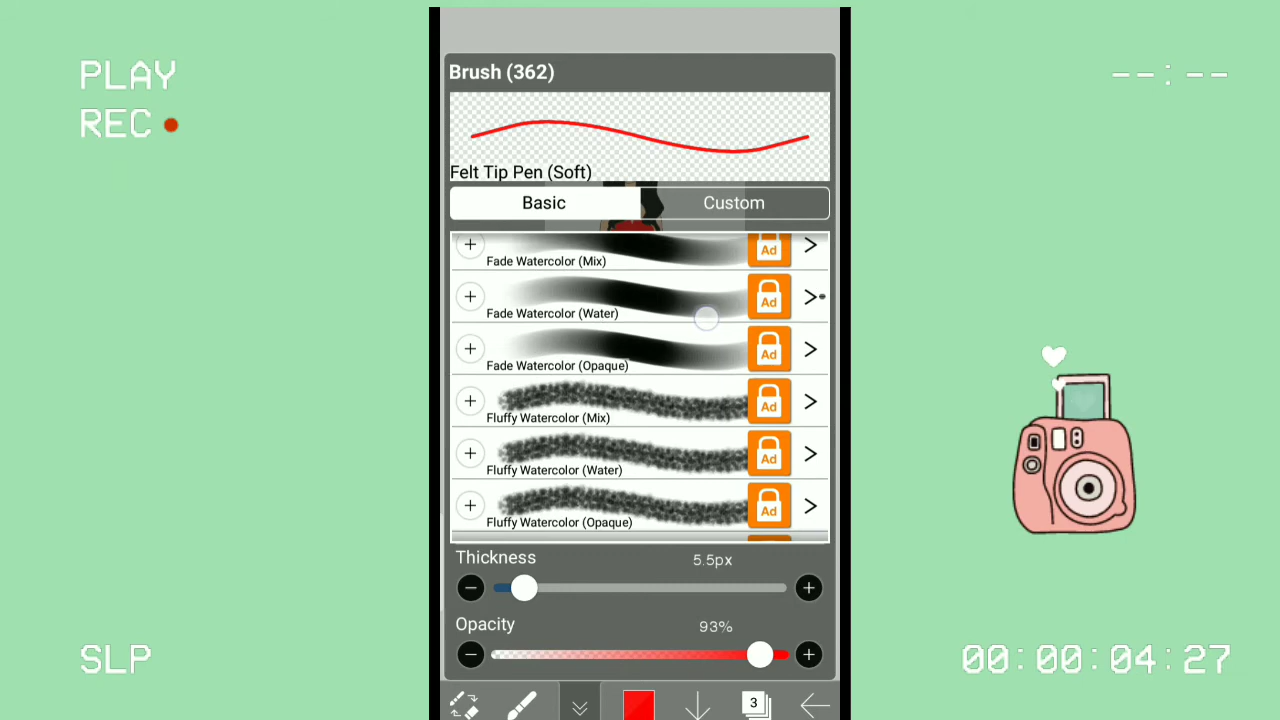 PLAY
REC
--:--
Brush (362)
Felt Tip Pen (Soft)
Basic
Custom
Fade Watercolor (Mix)
Ad
Fade Watercolor (Water)
Ad
Fade Watercolor (Opaque)
Ad
Fluffy Watercolor (Mix)
Ad
Fluffy Watercolor (Water)
Ad
Fluffy Watercolor (Opaque)
Ad
Thickness
5.5px
Opacity
93%
3
SLP
00:00:04:27